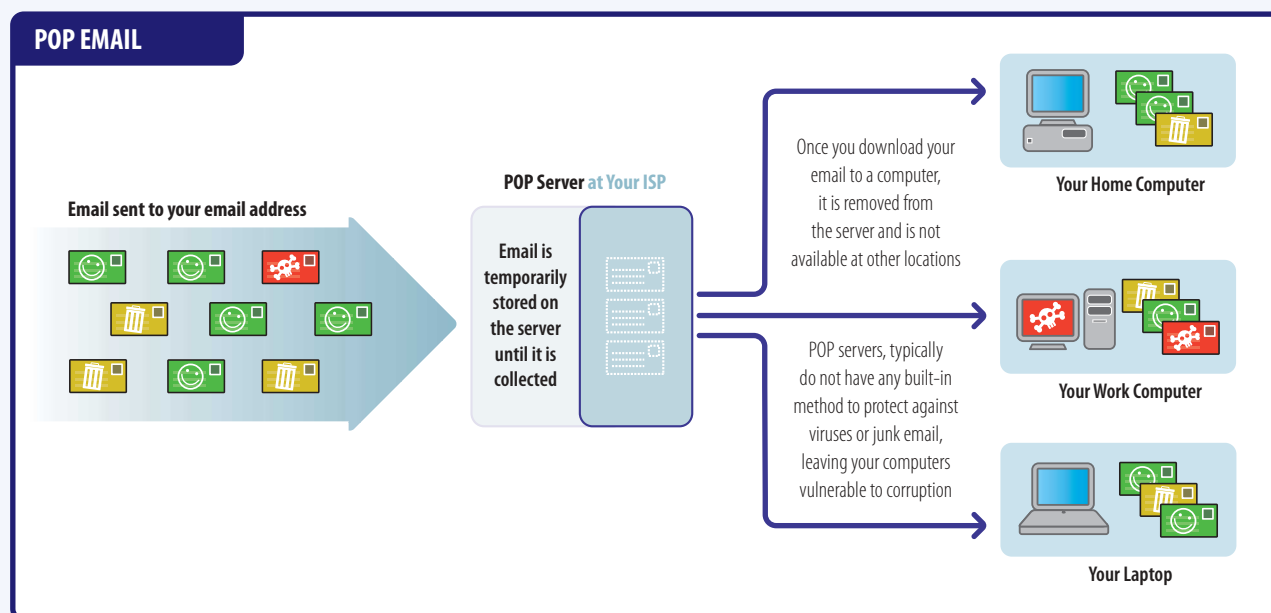 POP EMAIL
Email sent to your email address
POP Server at Your ISP
Email is
temporarily
stored on
the server
until it is
collected
Once you download your
email to a computer,
it is removed from
the server and is not
available at other locations
POP servers, typically
do not have any built-in
method to protect against
viruses or junk email,
leaving your computers
vulnerable to corruption
Your Home Computer
Your Work Computer
Your Laptop